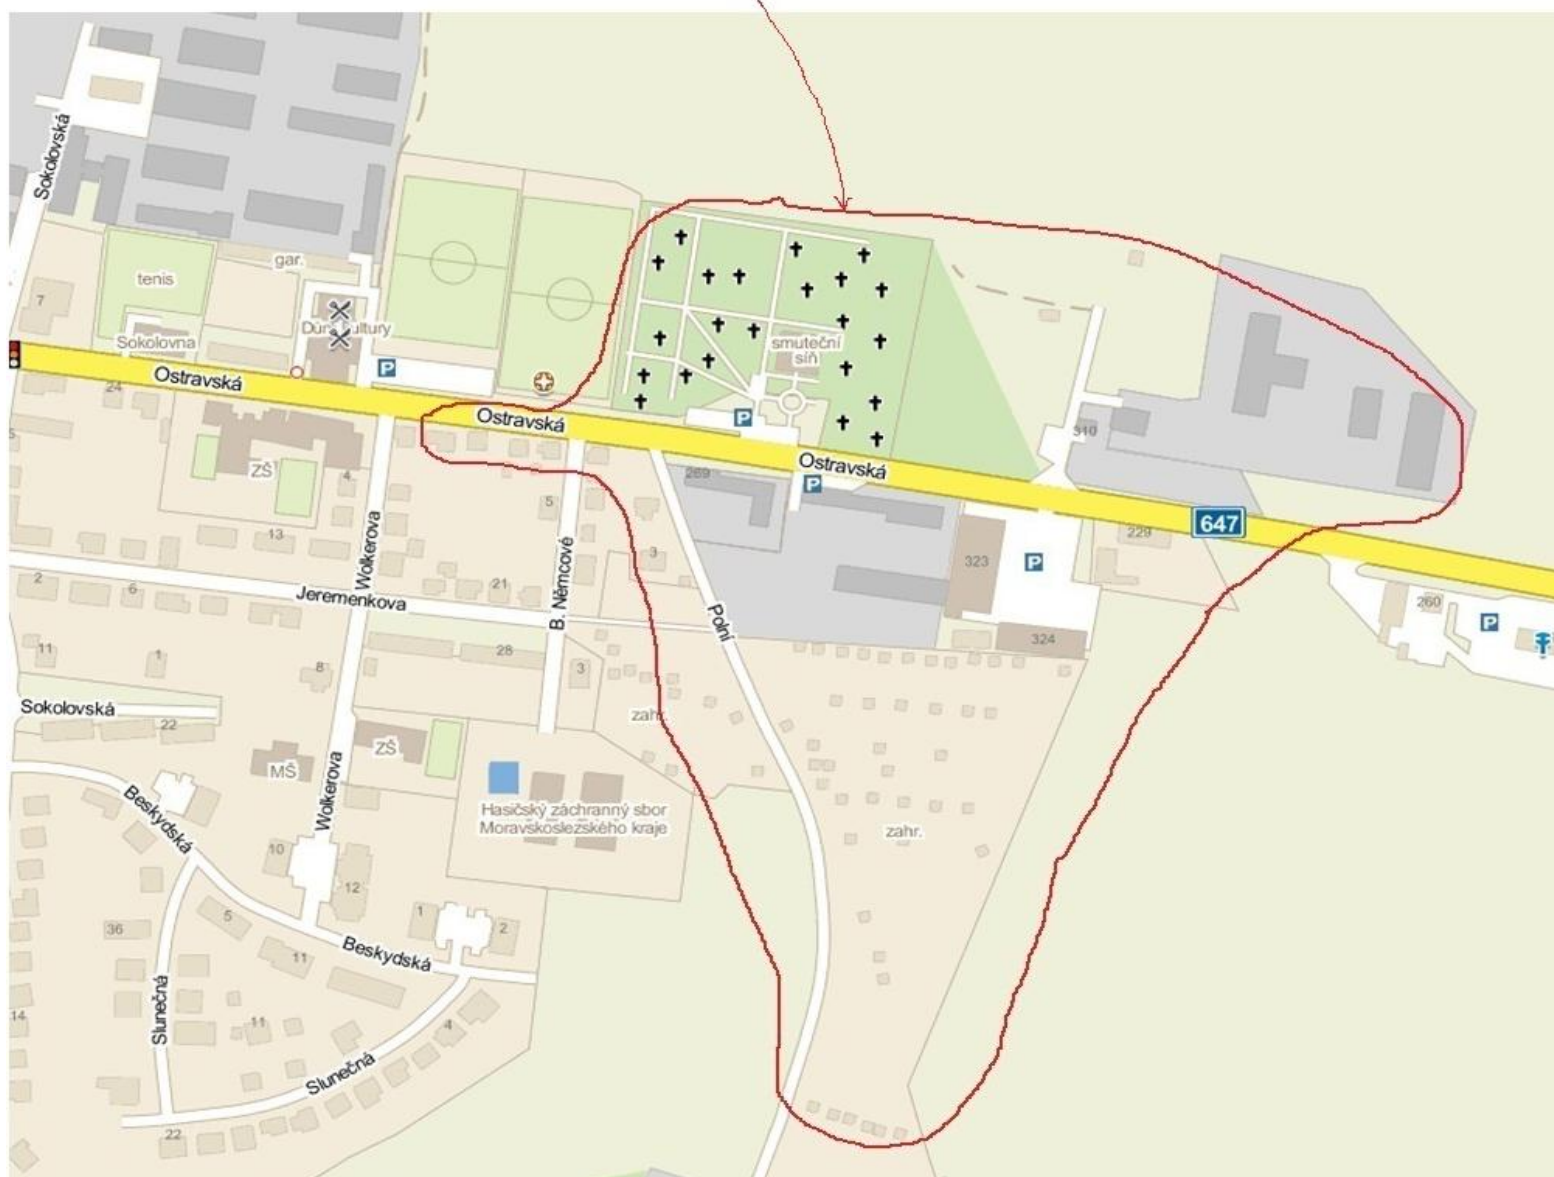 Sokolovská
gar.
tenis
7
Sokolovna
P
smuteční
síň
24
Ostravská
P
Ostravská
310
ZŠ
4
269
Ostravská
P
647
5
13
Wolkerova
B. Němcové
3
323
P
229
2
6
Jeremenkova
21
Polní
324
260
P
11
1
8
28
3
Sokolovská
22
zahr.
MŠ
ZŠ
Beskydská
Wolkerova
Hasičský záchranný sbor
Moravskoslezského kraje
zahr.
10
12
5
36
11
1
2
Beskydská
Slunečná
14
11
4
Slunečná
22